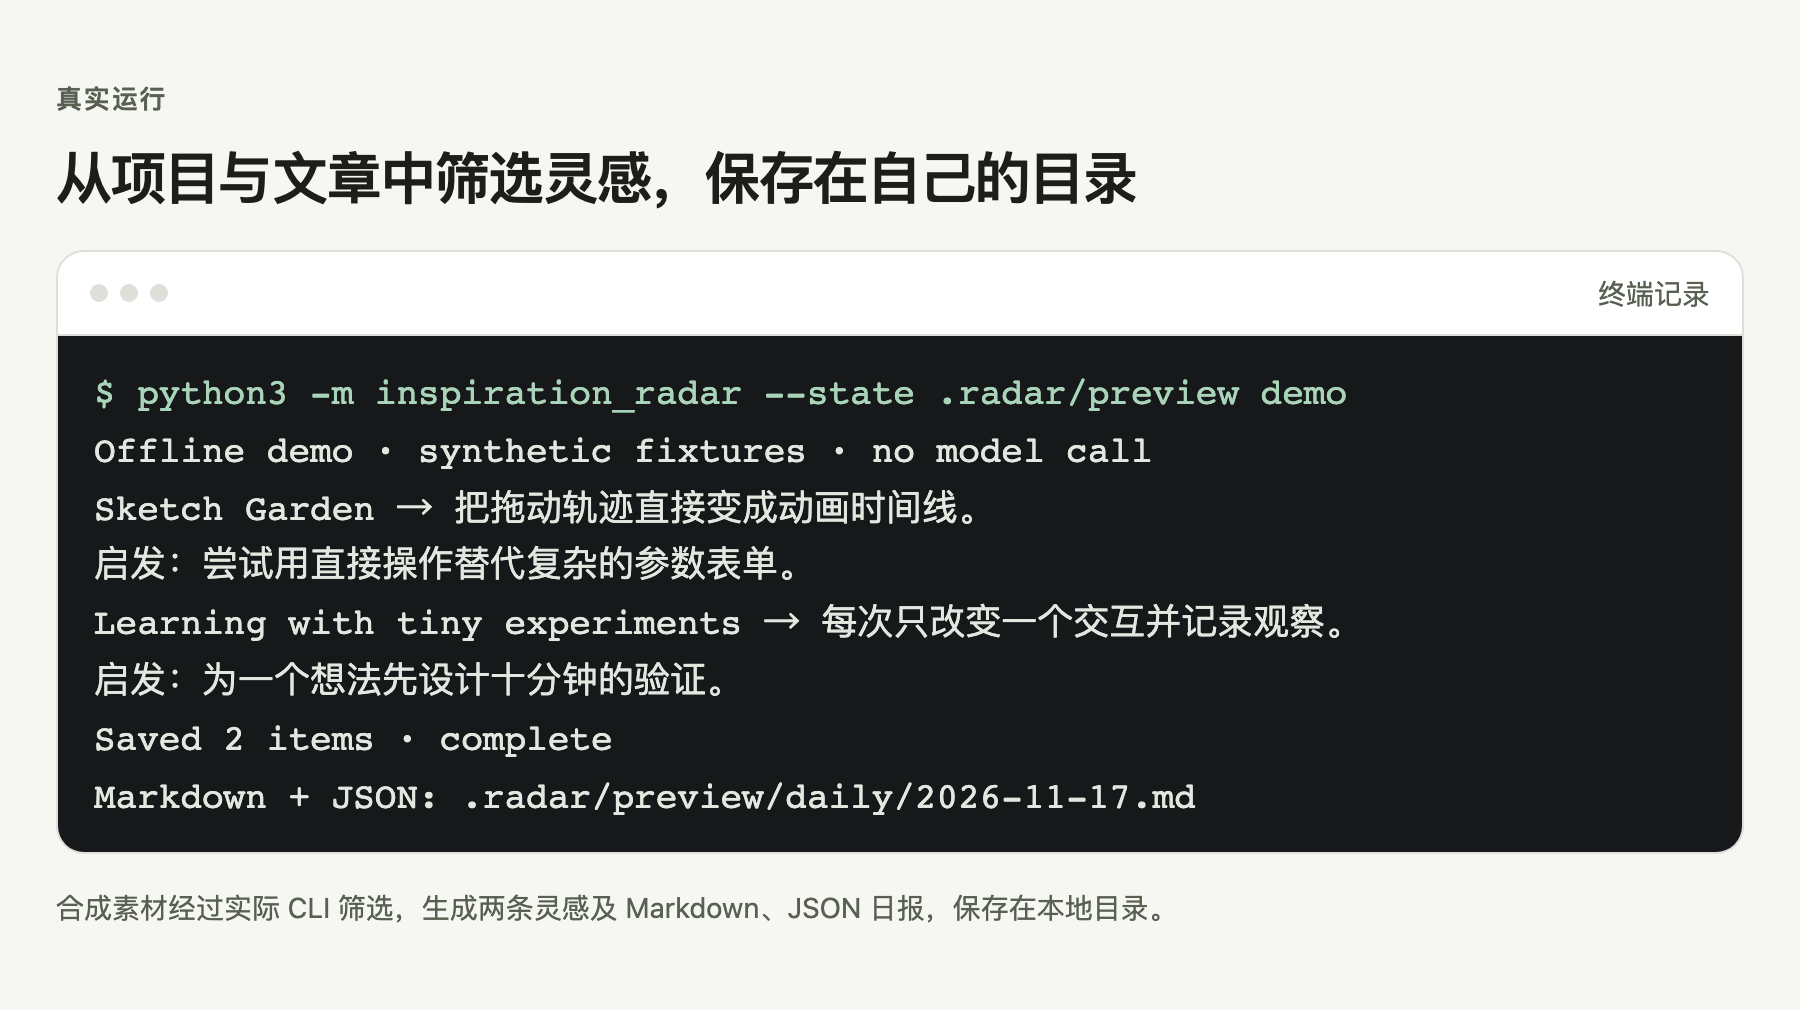 真实运行
从项目与文章中筛选灵感，保存在自己的目录
终端记录
$ python3 -m inspiration_radar --state .radar/preview demo
Offline demo · synthetic fixtures · no model call
Sketch Garden → 把拖动轨迹直接变成动画时间线。
启发：尝试用直接操作替代复杂的参数表单。
Learning with tiny experiments → 每次只改变一个交互并记录观察。
启发：为一个想法先设计十分钟的验证。
Saved 2 items · complete
Markdown + JSON: .radar/preview/daily/2026-11-17.md
合成素材经过实际 CLI 筛选，生成两条灵感及 Markdown、JSON 日报，保存在本地目录。